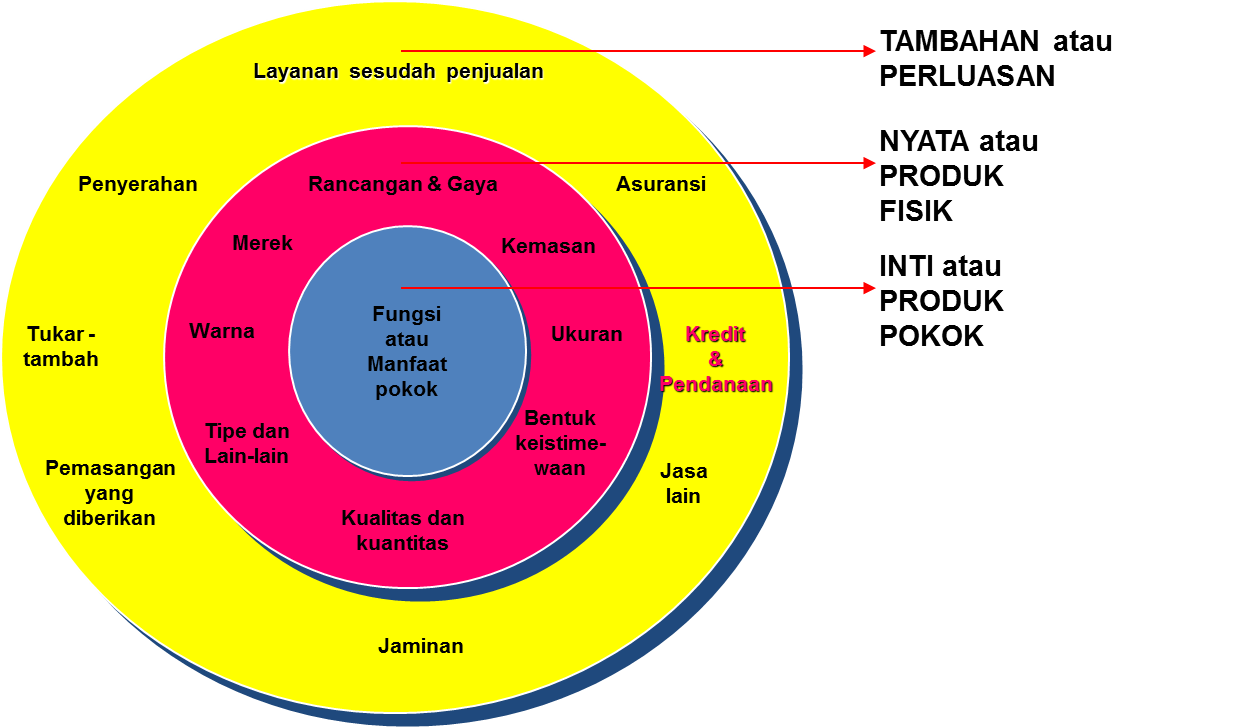 Layanan sesudah penjualan
TAMBAHAN atau
PERLUASAN
NYATA atau
PRODUK
FISIK
INTI atau
PRODUK
POKOK
Penyerahan
Rancangan & Gaya
Asuransi
Merek
Kemasan
Tukar -
tambah
Warna
Fungsi
atau
Manfaat
pokok
Ukuran
Kredit
&
Pendanaan
Tipe dan
Lain-lain
Bentuk
keistime-
waan
Pemasangan
yang
diberikan
Jasa
lain
Kualitas dan
kuantitas
Jaminan